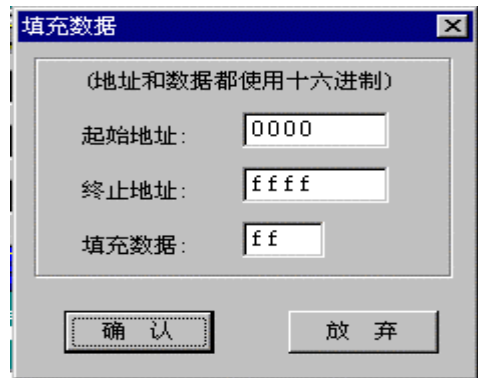 填充数据
(地址和数据都使用十六进制)
起始地址: 0000
终止地址: ffff
填充数据: ff
确 认 放 弃